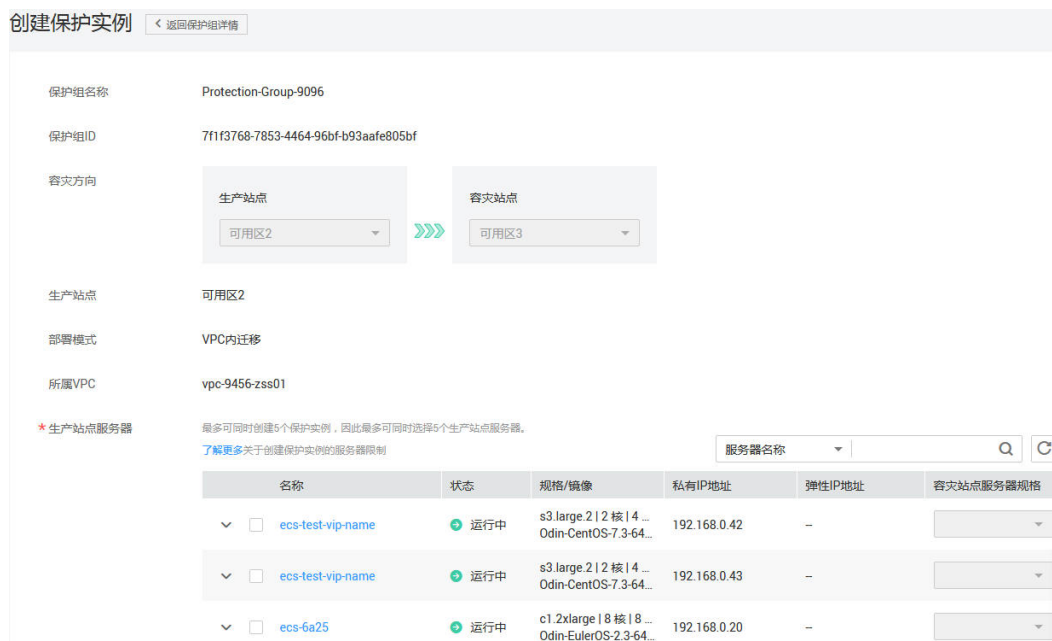 创建保护实例 返回保护组详情
保护组名称 Protection-Group-9096
保护组ID 7f1f3768-7853-4464-96bf-b93aafe805bf
容灾方向
生产站点 容灾站点
可用区2 可用区3
生产站点 可用区2
部署模式 VPC内迁移
所属VPC vpc-9456-zss01
* 生产站点服务器 最多可同时创建5个保护实例，因此最多可同时选择5个生产站点服务器。
了解更多关于创建保护实例的服务器限制
服务器名称
名称 状态 规格/镜像 私有IP地址 弹性IP地址 容灾站点服务器规格
ecs-test-vip-name 运行中 s3.large.2 | 2 核 | 4 ... 192.168.0.42 --
Odin-CentOS-7.3-64...
ecs-test-vip-name 运行中 s3.large.2 | 2 核 | 4 ... 192.168.0.43 --
Odin-CentOS-7.3-64...
ecs-6a25 运行中 c1.2xlarge | 8 核 | 8 ... 192.168.0.20 --
Odin-EulerOS-2.3-64...